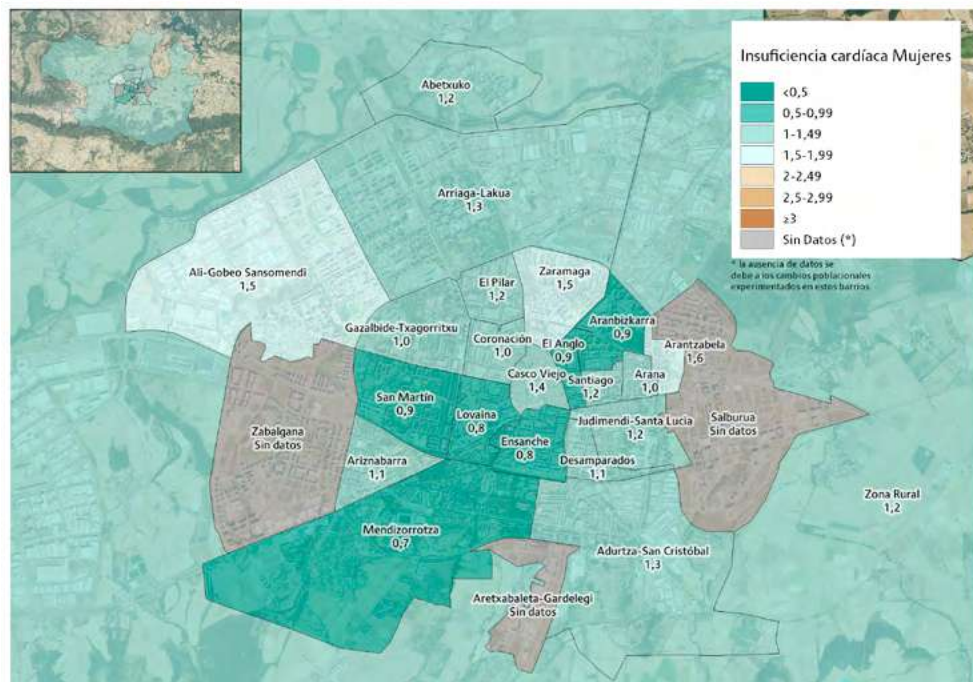 Insuficiencia cardíaca Mujeres
<0,5
0,5-0,99
1-1,49
1,5-1,99
2-2,49
2,5-2,99
≥3
Sin Datos (*)
* la ausencia de datos se
debe a los cambios poblacionales
experimentados en estos barrios.
Abetxuko
1,2
Arriaga-Lakua
1,3
Ali-Gobeo Sansomendi
1,5
El Pilar
1,2
Zaramaga
1,5
Gazalbide-Txagorritxu
1,0
Coronación
1,0
El Anglo
0,9
Aranbizkarra
0,9
Arantzabela
1,6
Casco Viejo
1,4
Santiago
1,2
Arana
1,0
San Martín
0,9
Lovaina
0,8
Ensanche
0,8
Judimendi-Santa Lucia
1,2
Salburua
Sin datos
Zabalgana
Sin datos
Ariznabarra
1,1
Desamparados
1,1
Zona Rural
1,2
Mendizorrotza
0,7
Adurtza-San Cristóbal
1,3
Aretxabaleta-Gardelegi
Sin datos